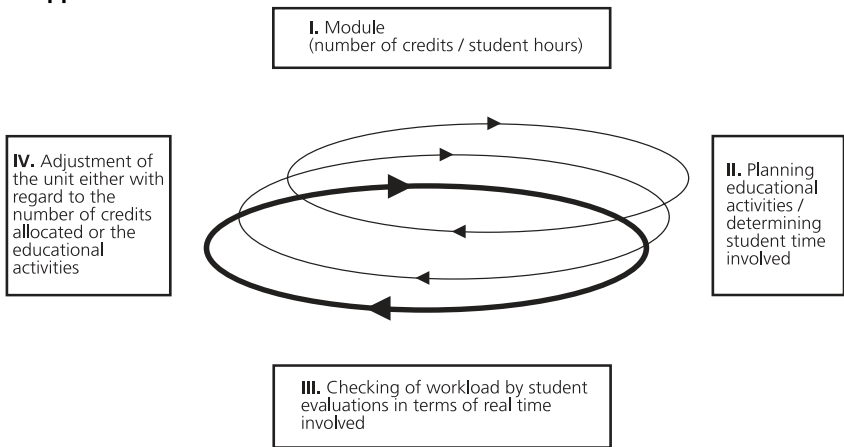 I. Module
(number of credits / student hours)
IV. Adjustment of
the unit either with
regard to the
number of credits
allocated or the
educational
activities
II. Planning
educational
activities /
determining
student time
involved
III. Checking of workload by student
evaluations in terms of real time
involved